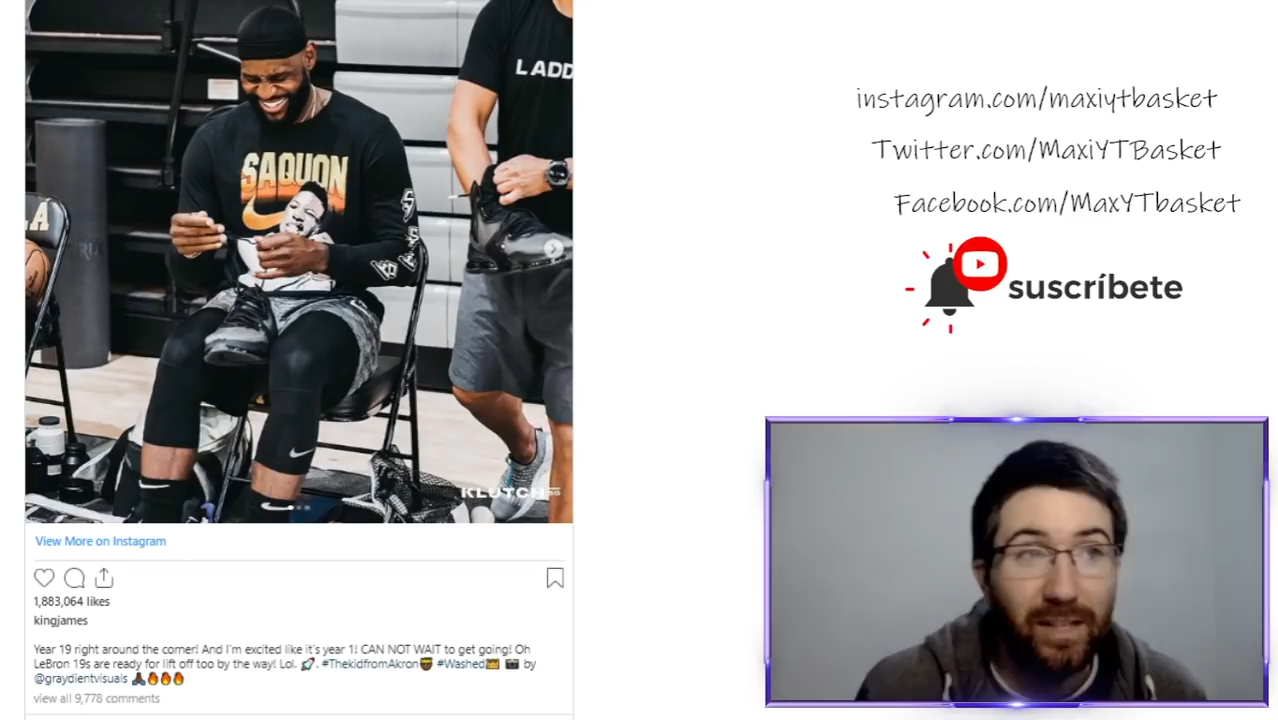 LADD
SAQUON
LA
KLUTCH
View More on Instagram
1,883,064 likes
kingjames
Year 19 right around the corner! And I'm excited like it's year 1! CAN NOT WAIT to get going! Oh
LeBron 19s are ready for lift off too by the way! Lol. 🚀. #ThekidfromAkron🤴🏾 #Washed👑 📷 by
@graydientvisuals 🙏🏾🔥🔥🔥
view all 9,778 comments
instagram.com/maxiytbasket
Twitter.com/MaxiYTBasket
Facebook.com/MaxYTbasket
suscríbete